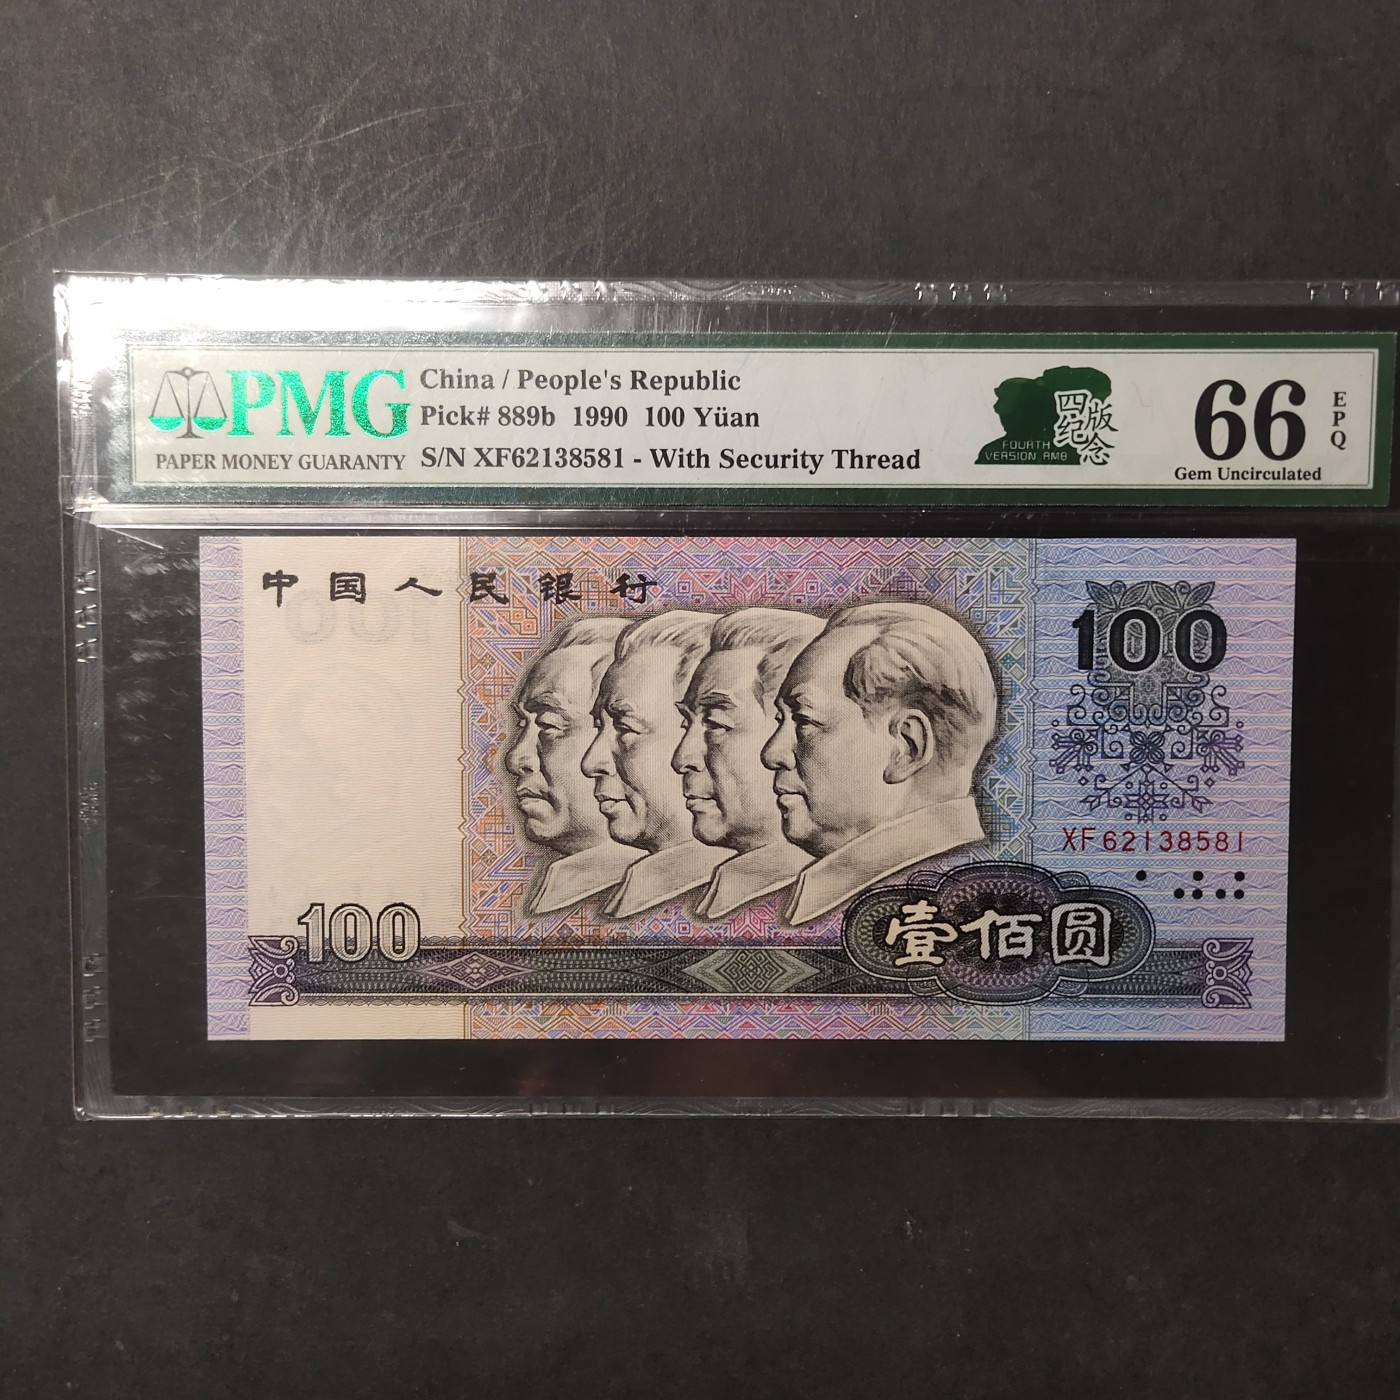 PMG
PAPER MONEY GUARANTY
China / People's Republic
Pick# 889b 1990 100 Yüan
S/N XF62138581 - With Security Thread
四版
纪念
FOURTH
VERSION RMB
66
EPQ
Gem Uncirculated
中国人民银行
100
XF62138581
100
壹佰圆